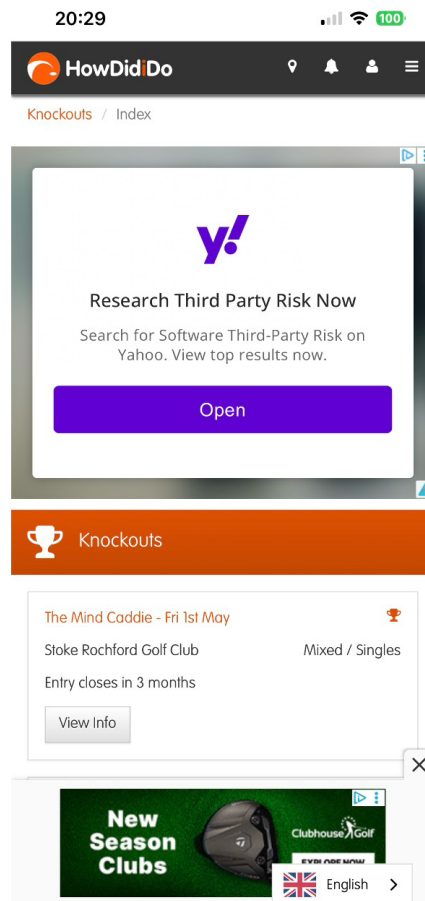 20:29
100
HowDidiDo
Knockouts / Index
y!
Research Third Party Risk Now
Search for Software Third-Party Risk on
Yahoo. View top results now.
Open
Knockouts
The Mind Caddie - Fri 1st May
Stoke Rochford Golf Club
Mixed / Singles
Entry closes in 3 months
View Info
New
Season
Clubs
Clubhouse Golf
EXPLORE NOW
English